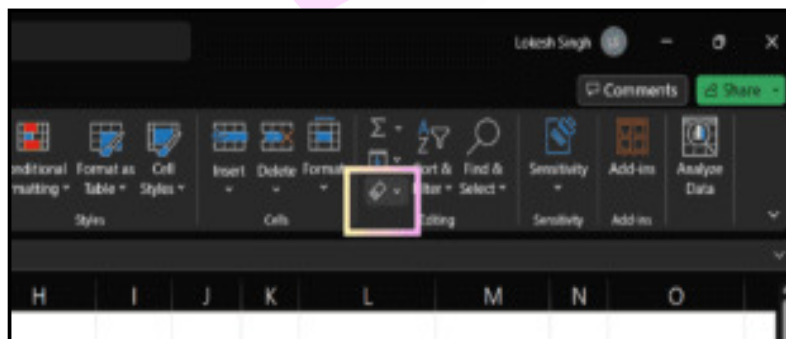 Lokesh Singh
Comments
Share
Conditional Formatting
Format as Table
Cell Styles
Insert
Delete
Format
Sort & Filter
Find & Select
Sensitivity
Add-ins
Analyze Data
Styles
Cells
Editing
Sensitivity
Add-ins
H I J K L M N O